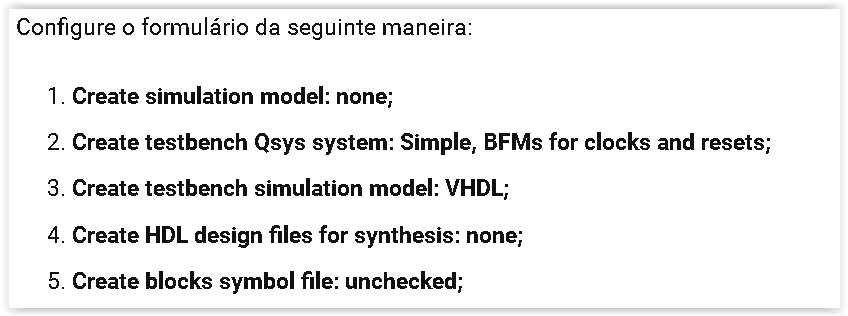 Configure o formulário da seguinte maneira:
1. Create simulation model: none;
2. Create testbench Qsys system: Simple, BFMs for clocks and resets;
3. Create testbench simulation model: VHDL;
4. Create HDL design files for synthesis: none;
5. Create blocks symbol file: unchecked;